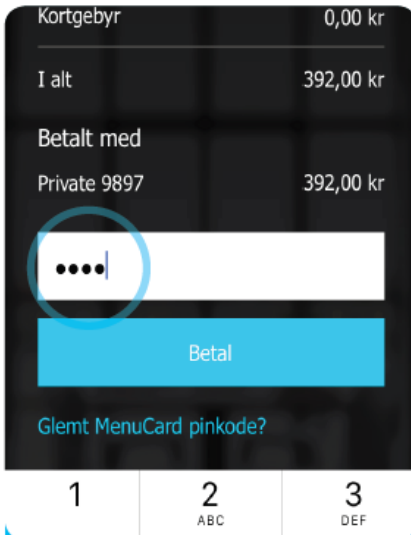 Kortgebyr 0,00 kr
I alt 392,00 kr
Betalt med
Private 9897 392,00 kr
••••
Betal
Glemt MenuCard pinkode?
1 2 3
ABC DEF